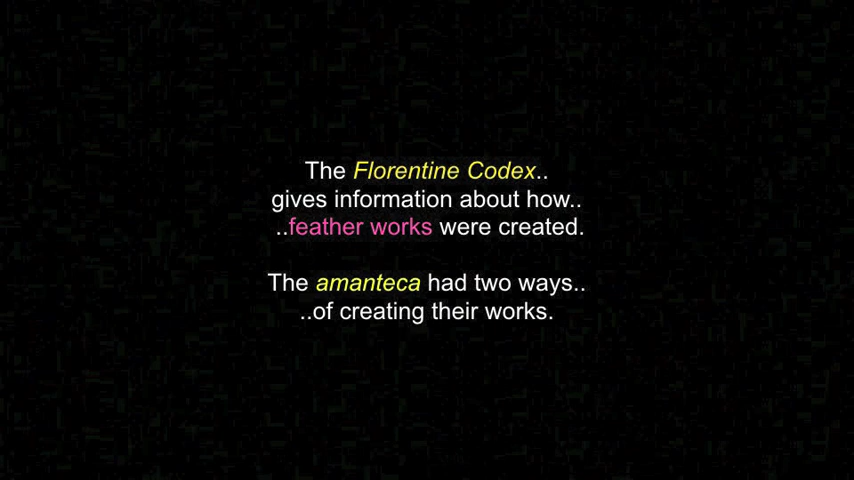 The Florentine Codex..
gives information about how..
..feather works were created.
The amanteca had two ways..
..of creating their works.